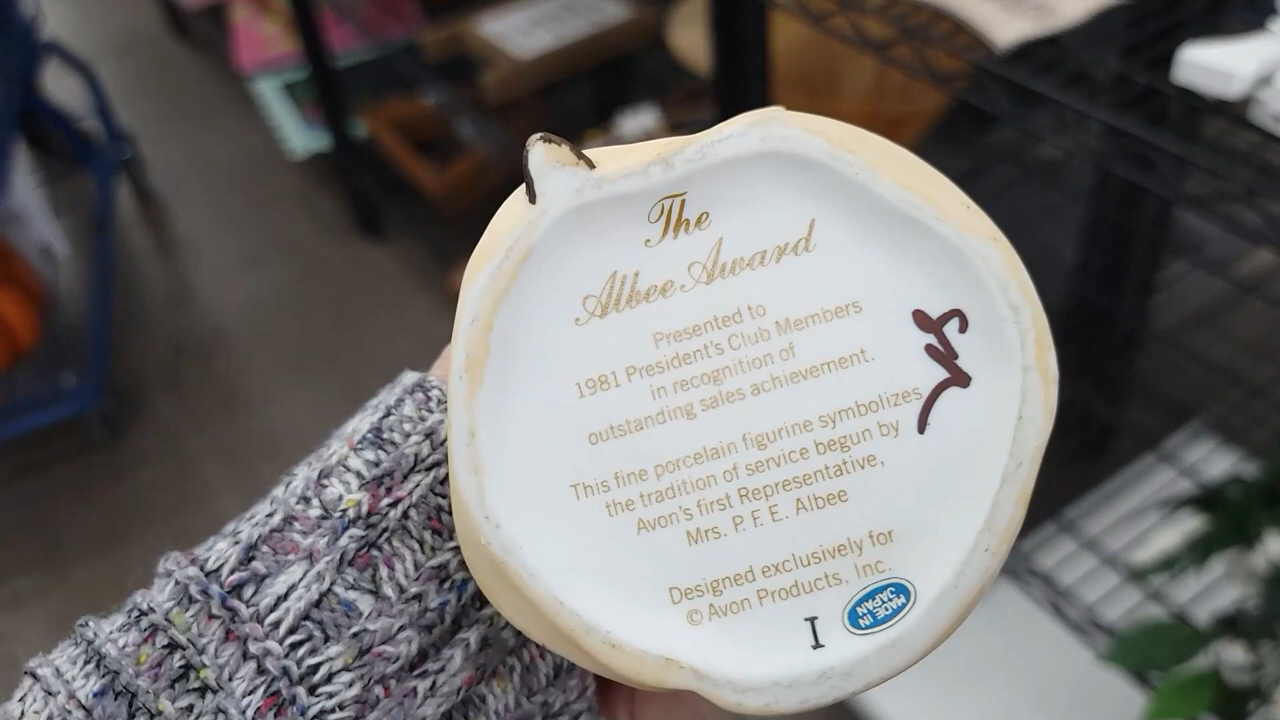 The
Albee Award
Presented to
1981 President's Club Members
in recognition of
outstanding sales achievement.
This fine porcelain figurine symbolizes
the tradition of service begun by
Avon's first Representative,
Mrs. P. F. E. Albee
Designed exclusively for
© Avon Products, Inc.
I
MADE IN
JAPAN